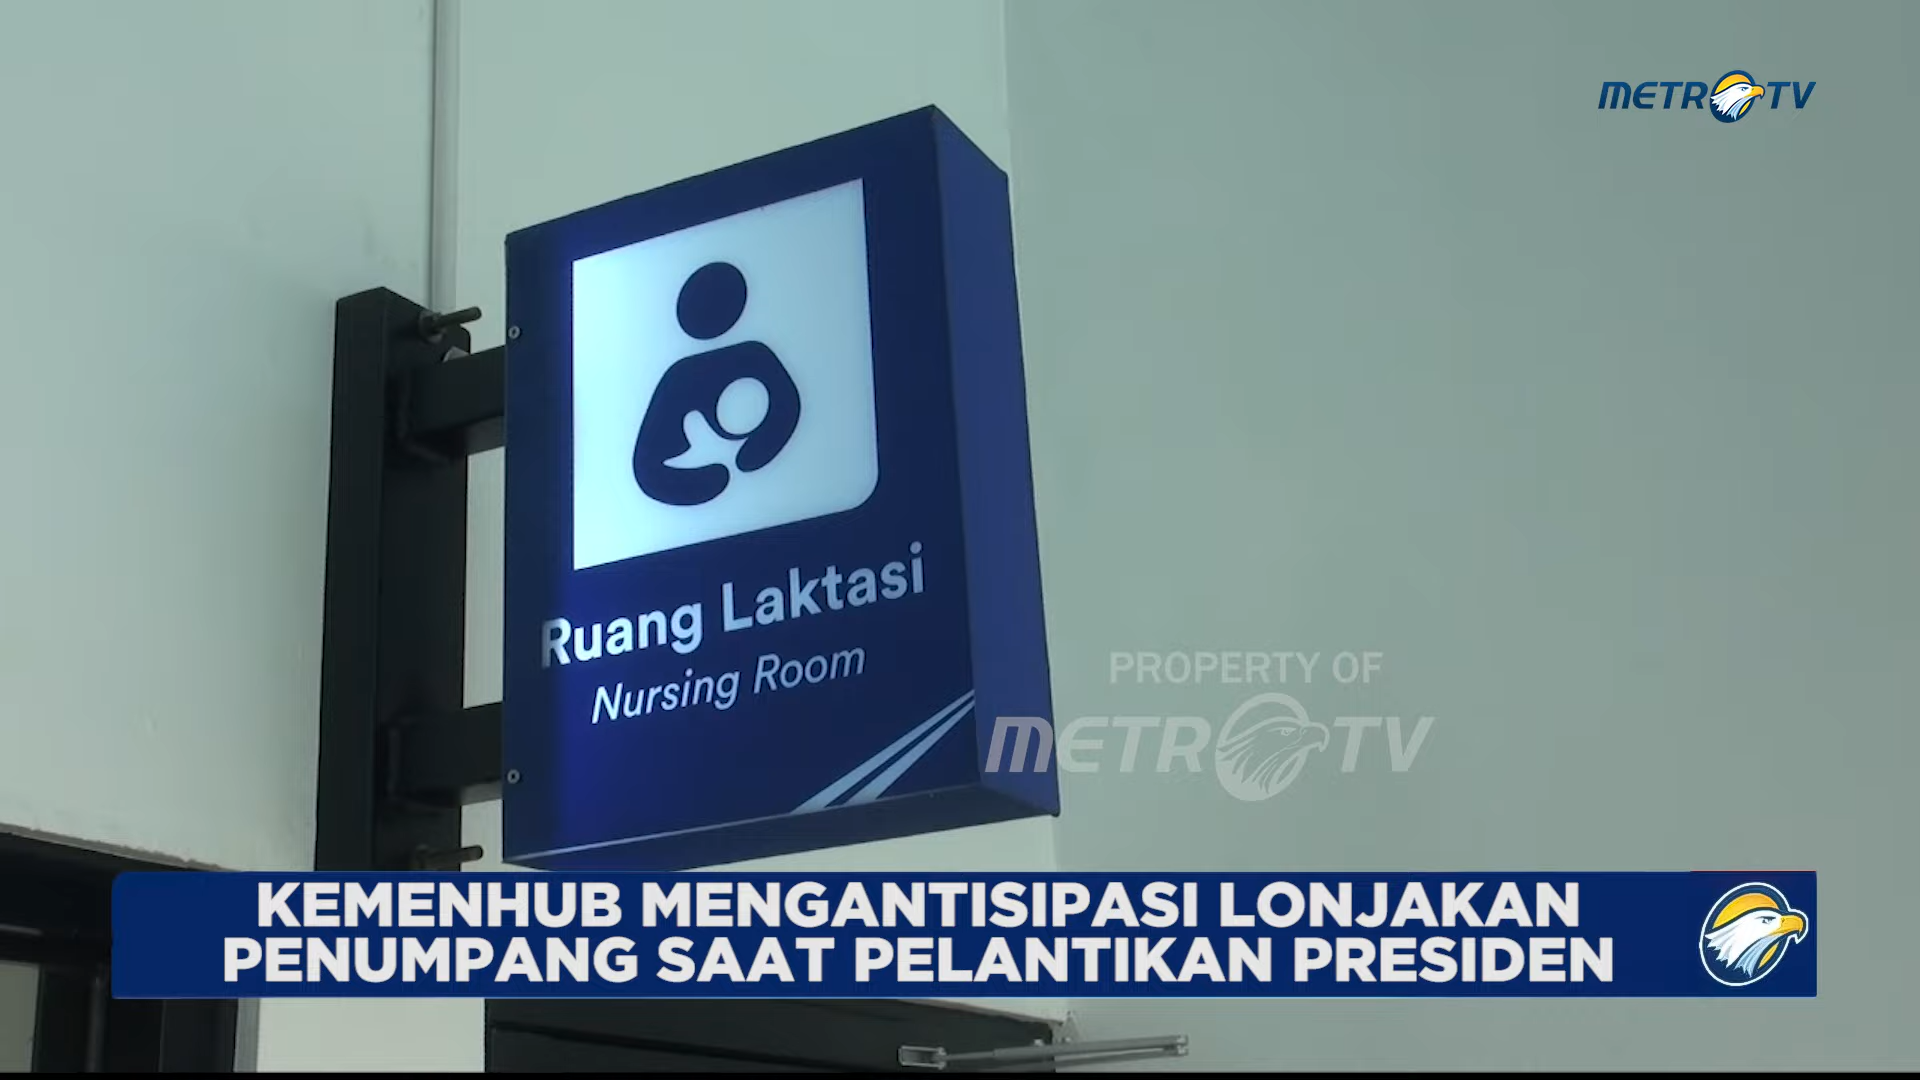 METRO TV
Ruang Laktasi
Nursing Room
PROPERTY OF
METRO TV
KEMENHUB MENGANTISIPASI LONJAKAN
PENUMPANG SAAT PELANTIKAN PRESIDEN